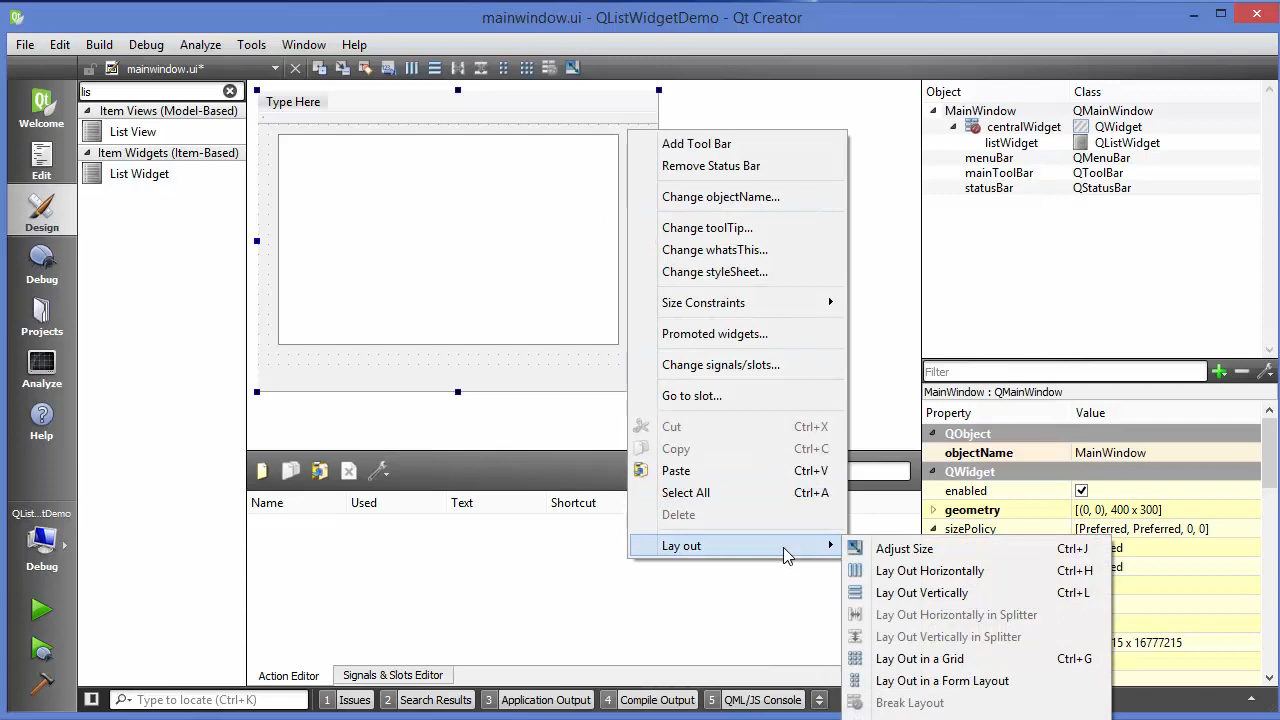 mainwindow.ui - QListWidgetDemo - Qt Creator
File Edit Build Debug Analyze Tools Window Help
mainwindow.ui*
lis
Item Views (Model-Based)
List View
Item Widgets (Item-Based)
List Widget
Qt
Welcome
Edit
Design
Debug
Projects
Analyze
Help
QLis...tDemo
Debug
Type Here
Add Tool Bar
Remove Status Bar
Change objectName...
Change toolTip...
Change whatsThis...
Change styleSheet...
Size Constraints
Promoted widgets...
Change signals/slots...
Go to slot...
Cut Ctrl+X
Copy Ctrl+C
Paste Ctrl+V
Select All Ctrl+A
Delete
Lay out
Adjust Size Ctrl+J
Lay Out Horizontally Ctrl+H
Lay Out Vertically Ctrl+L
Lay Out Horizontally in Splitter
Lay Out Vertically in Splitter
Lay Out in a Grid Ctrl+G
Lay Out in a Form Layout
Break Layout
Name Used Text Shortcut
Action Editor Signals & Slots Editor
Object Class
MainWindow QMainWindow
centralWidget QWidget
listWidget QListWidget
menuBar QMenuBar
mainToolBar QToolBar
statusBar QStatusBar
Filter
MainWindow : QMainWindow
Property Value
QObject
objectName MainWindow
QWidget
enabled
geometry [(0, 0), 400 x 300]
sizePolicy [Preferred, Preferred, 0, 0]
ed
ed
15 x 16777215
Type to locate (Ctrl+K) 1 Issues 2 Search Results 3 Application Output 4 Compile Output 5 QML/JS Console